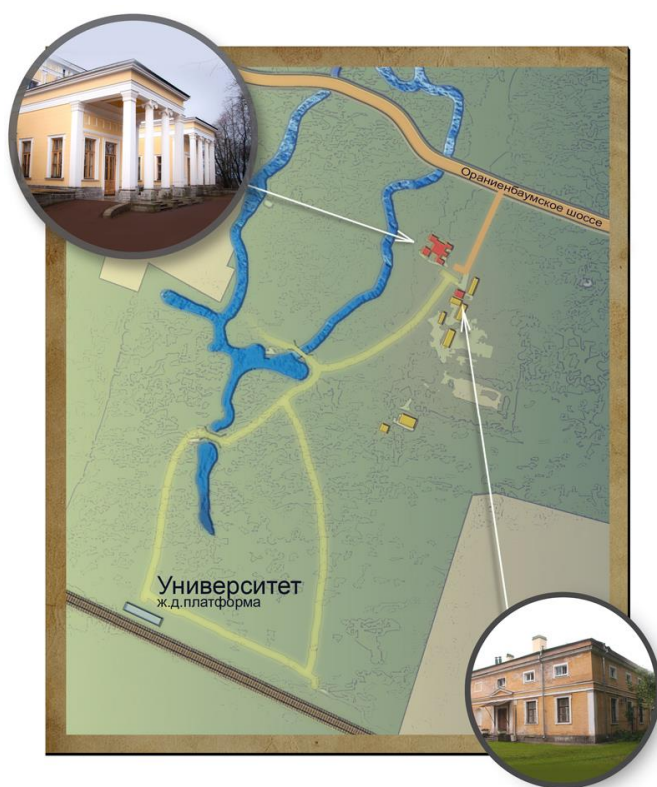 Ораниенбаумское шоссе
Университет
ж.д.платформа